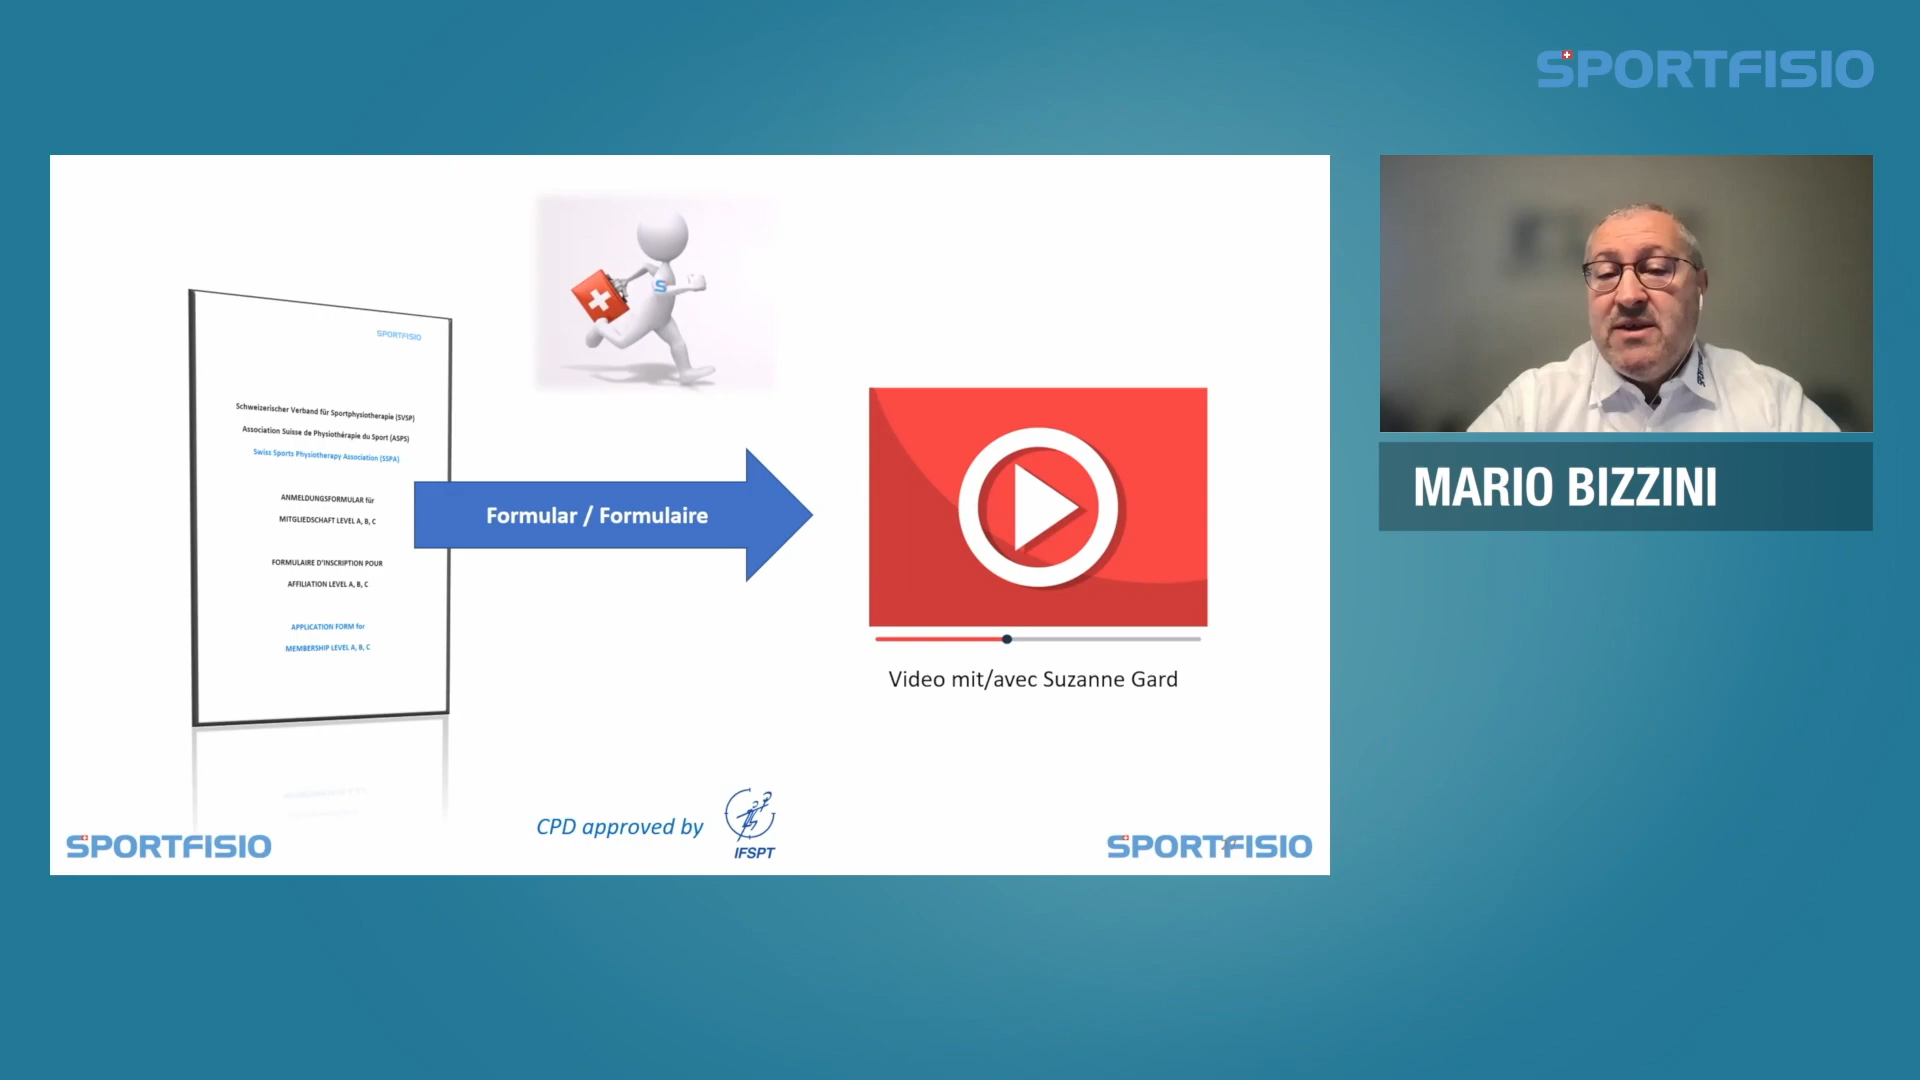 SPORTFISIO
SPORTFISIO
Schweizerischer Verband für Sportphysiotherapie (SVSP)
Association Suisse de Physiothérapie du Sport (ASPS)
Swiss Sports Physiotherapy Association (SSPA)
ANMELDUNGSFORMULAR für
MITGLIEDSCHAFT LEVEL A, B, C
FORMULAIRE D'INSCRIPTION POUR
AFFILIATION LEVEL A, B, C
APPLICATION FORM for
MEMBERSHIP LEVEL A, B, C
S
Formular / Formulaire
Video mit/avec Suzanne Gard
MARIO BIZZINI
SPORTFISIO
CPD approved by
IFSPT
SPORTFISIO